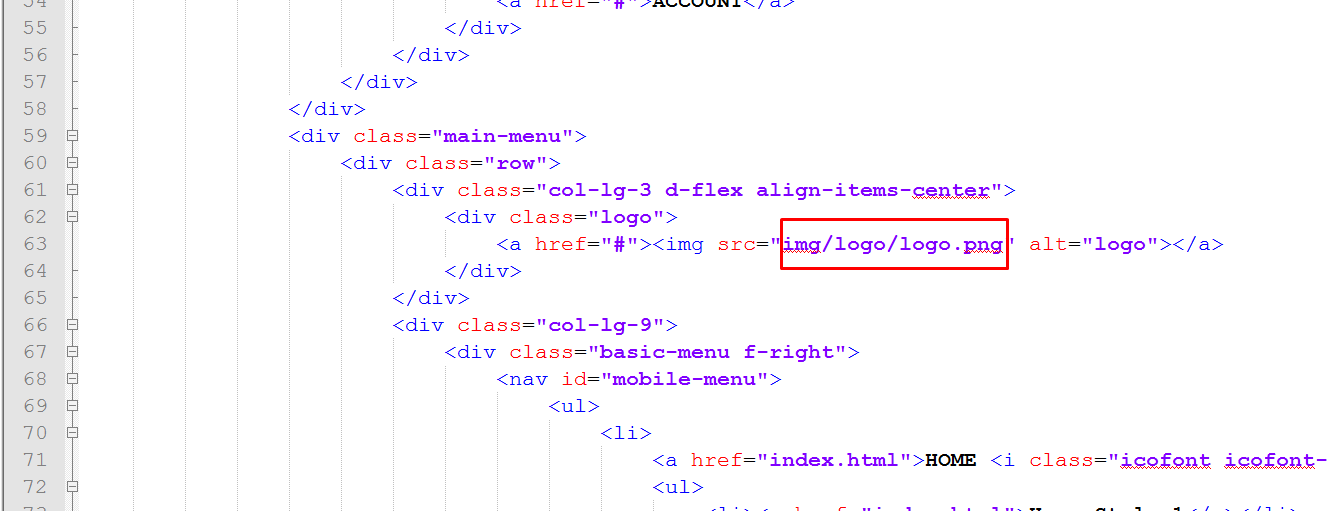 54 <a href="#">ACCOUNT</a>
55 </div>
56 </div>
57 </div>
58 </div>
59 <div class="main-menu">
60 <div class="row">
61 <div class="col-lg-3 d-flex align-items-center">
62 <div class="logo">
63 <a href="#"><img src="img/logo/logo.png" alt="logo"></a>
64 </div>
65 </div>
66 <div class="col-lg-9">
67 <div class="basic-menu f-right">
68 <nav id="mobile-menu">
69 <ul>
70 <li>
71 <a href="index.html">HOME <i class="icofont icofont-
72 <ul>